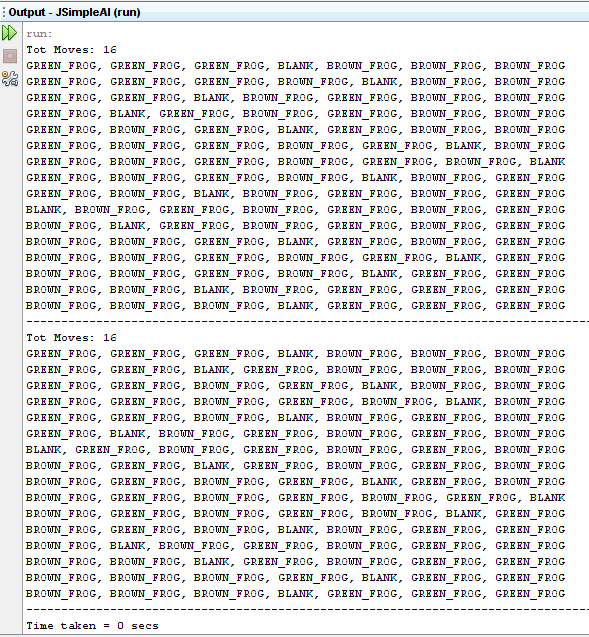 Output - JSimpleAI (run)
run:
Tot Moves: 16
GREEN_FROG, GREEN_FROG, GREEN_FROG, BLANK, BROWN_FROG, BROWN_FROG, BROWN_FROG
GREEN_FROG, GREEN_FROG, GREEN_FROG, BROWN_FROG, BLANK, BROWN_FROG, BROWN_FROG
GREEN_FROG, GREEN_FROG, BLANK, BROWN_FROG, GREEN_FROG, BROWN_FROG, BROWN_FROG
GREEN_FROG, BLANK, GREEN_FROG, BROWN_FROG, GREEN_FROG, BROWN_FROG, BROWN_FROG
GREEN_FROG, BROWN_FROG, GREEN_FROG, BLANK, GREEN_FROG, BROWN_FROG, BROWN_FROG
GREEN_FROG, BROWN_FROG, GREEN_FROG, BROWN_FROG, GREEN_FROG, BLANK, BROWN_FROG
GREEN_FROG, BROWN_FROG, GREEN_FROG, BROWN_FROG, GREEN_FROG, BROWN_FROG, BLANK
GREEN_FROG, BROWN_FROG, GREEN_FROG, BROWN_FROG, BLANK, BROWN_FROG, GREEN_FROG
GREEN_FROG, BROWN_FROG, BLANK, BROWN_FROG, GREEN_FROG, BROWN_FROG, GREEN_FROG
BLANK, BROWN_FROG, GREEN_FROG, BROWN_FROG, GREEN_FROG, BROWN_FROG, GREEN_FROG
BROWN_FROG, BLANK, GREEN_FROG, BROWN_FROG, GREEN_FROG, BROWN_FROG, GREEN_FROG
BROWN_FROG, BROWN_FROG, GREEN_FROG, BLANK, GREEN_FROG, BROWN_FROG, GREEN_FROG
BROWN_FROG, BROWN_FROG, GREEN_FROG, BROWN_FROG, GREEN_FROG, BLANK, GREEN_FROG
BROWN_FROG, BROWN_FROG, GREEN_FROG, BROWN_FROG, BLANK, GREEN_FROG, GREEN_FROG
BROWN_FROG, BROWN_FROG, BLANK, BROWN_FROG, GREEN_FROG, GREEN_FROG, GREEN_FROG
BROWN_FROG, BROWN_FROG, BROWN_FROG, BLANK, GREEN_FROG, GREEN_FROG, GREEN_FROG
--------------------------------------------------------------------------------
Tot Moves: 16
GREEN_FROG, GREEN_FROG, GREEN_FROG, BLANK, BROWN_FROG, BROWN_FROG, BROWN_FROG
GREEN_FROG, GREEN_FROG, BLANK, GREEN_FROG, BROWN_FROG, BROWN_FROG, BROWN_FROG
GREEN_FROG, GREEN_FROG, BROWN_FROG, GREEN_FROG, BLANK, BROWN_FROG, BROWN_FROG
GREEN_FROG, GREEN_FROG, BROWN_FROG, GREEN_FROG, BROWN_FROG, BLANK, BROWN_FROG
GREEN_FROG, GREEN_FROG, BROWN_FROG, BLANK, BROWN_FROG, GREEN_FROG, BROWN_FROG
GREEN_FROG, BLANK, BROWN_FROG, GREEN_FROG, BROWN_FROG, GREEN_FROG, BROWN_FROG
BLANK, GREEN_FROG, BROWN_FROG, GREEN_FROG, BROWN_FROG, GREEN_FROG, BROWN_FROG
BROWN_FROG, GREEN_FROG, BLANK, GREEN_FROG, BROWN_FROG, GREEN_FROG, BROWN_FROG
BROWN_FROG, GREEN_FROG, BROWN_FROG, GREEN_FROG, BLANK, GREEN_FROG, BROWN_FROG
BROWN_FROG, GREEN_FROG, BROWN_FROG, GREEN_FROG, BROWN_FROG, GREEN_FROG, BLANK
BROWN_FROG, GREEN_FROG, BROWN_FROG, GREEN_FROG, BROWN_FROG, BLANK, GREEN_FROG
BROWN_FROG, GREEN_FROG, BROWN_FROG, BLANK, BROWN_FROG, GREEN_FROG, GREEN_FROG
BROWN_FROG, BLANK, BROWN_FROG, GREEN_FROG, BROWN_FROG, GREEN_FROG, GREEN_FROG
BROWN_FROG, BROWN_FROG, BLANK, GREEN_FROG, BROWN_FROG, GREEN_FROG, GREEN_FROG
BROWN_FROG, BROWN_FROG, BROWN_FROG, GREEN_FROG, BLANK, GREEN_FROG, GREEN_FROG
BROWN_FROG, BROWN_FROG, BROWN_FROG, BLANK, GREEN_FROG, GREEN_FROG, GREEN_FROG
--------------------------------------------------------------------------------
Time taken = 0 secs